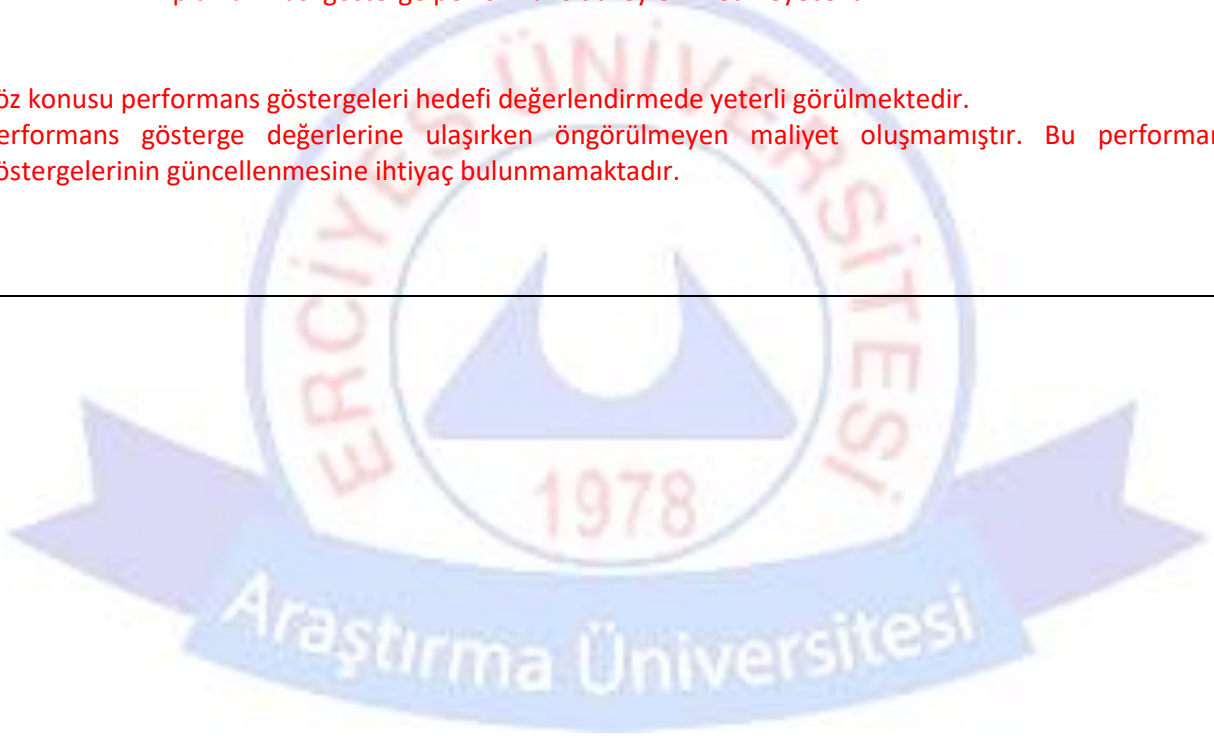 öz konusu performans göstergeleri hedefi değerlendirmede yeterli görülmektedir.
erformans gösterge değerlerine ulaşırken öngörülmeyen maliyet oluşmamıştır. Bu performan
östergelerinin güncellenmesine ihtiyaç bulunmamaktadır.
ERCİYES ÜNİVERSİTESİ
1978
Araştırma Üniversitesi